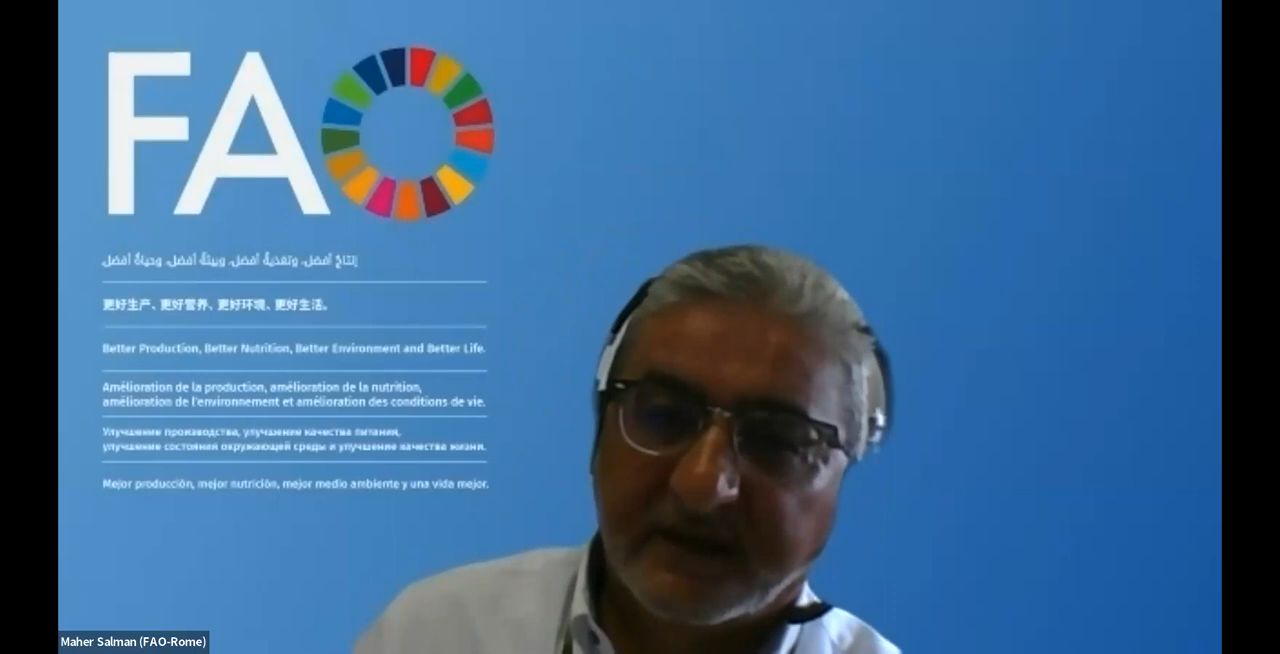 FAO
إنتاجٌ أفضل، وتغذيةٌ أفضل، وبيئةٌ أفضل، وحياةٌ أفضل
更好生产、更好营养、更好环境、更好生活。
Better Production, Better Nutrition, Better Environment and Better Life.
Amélioration de la production, amélioration de la nutrition,
amélioration de l'environnement et amélioration des conditions de vie.
Улучшение производства, улучшение качества питания,
улучшение состояния окружающей среды и улучшение качества жизни.
Mejor producción, mejor nutrición, mejor medio ambiente y una vida mejor.
Maher Salman (FAO-Rome)